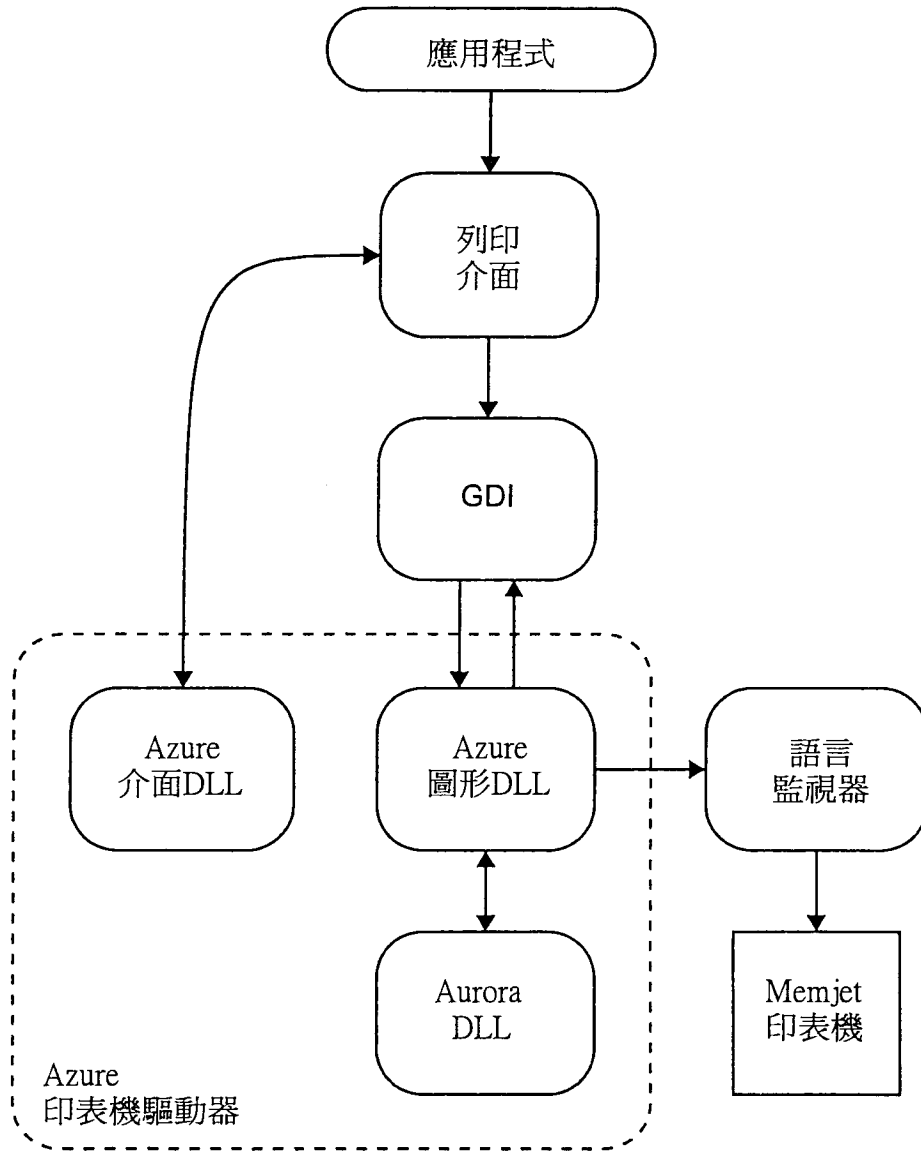 應用程式
列印
介面
GDI
Azure
介面DLL
Azure
圖形DLL
語言
監視器
Aurora
DLL
Memjet
印表機
Azure
印表機驅動器